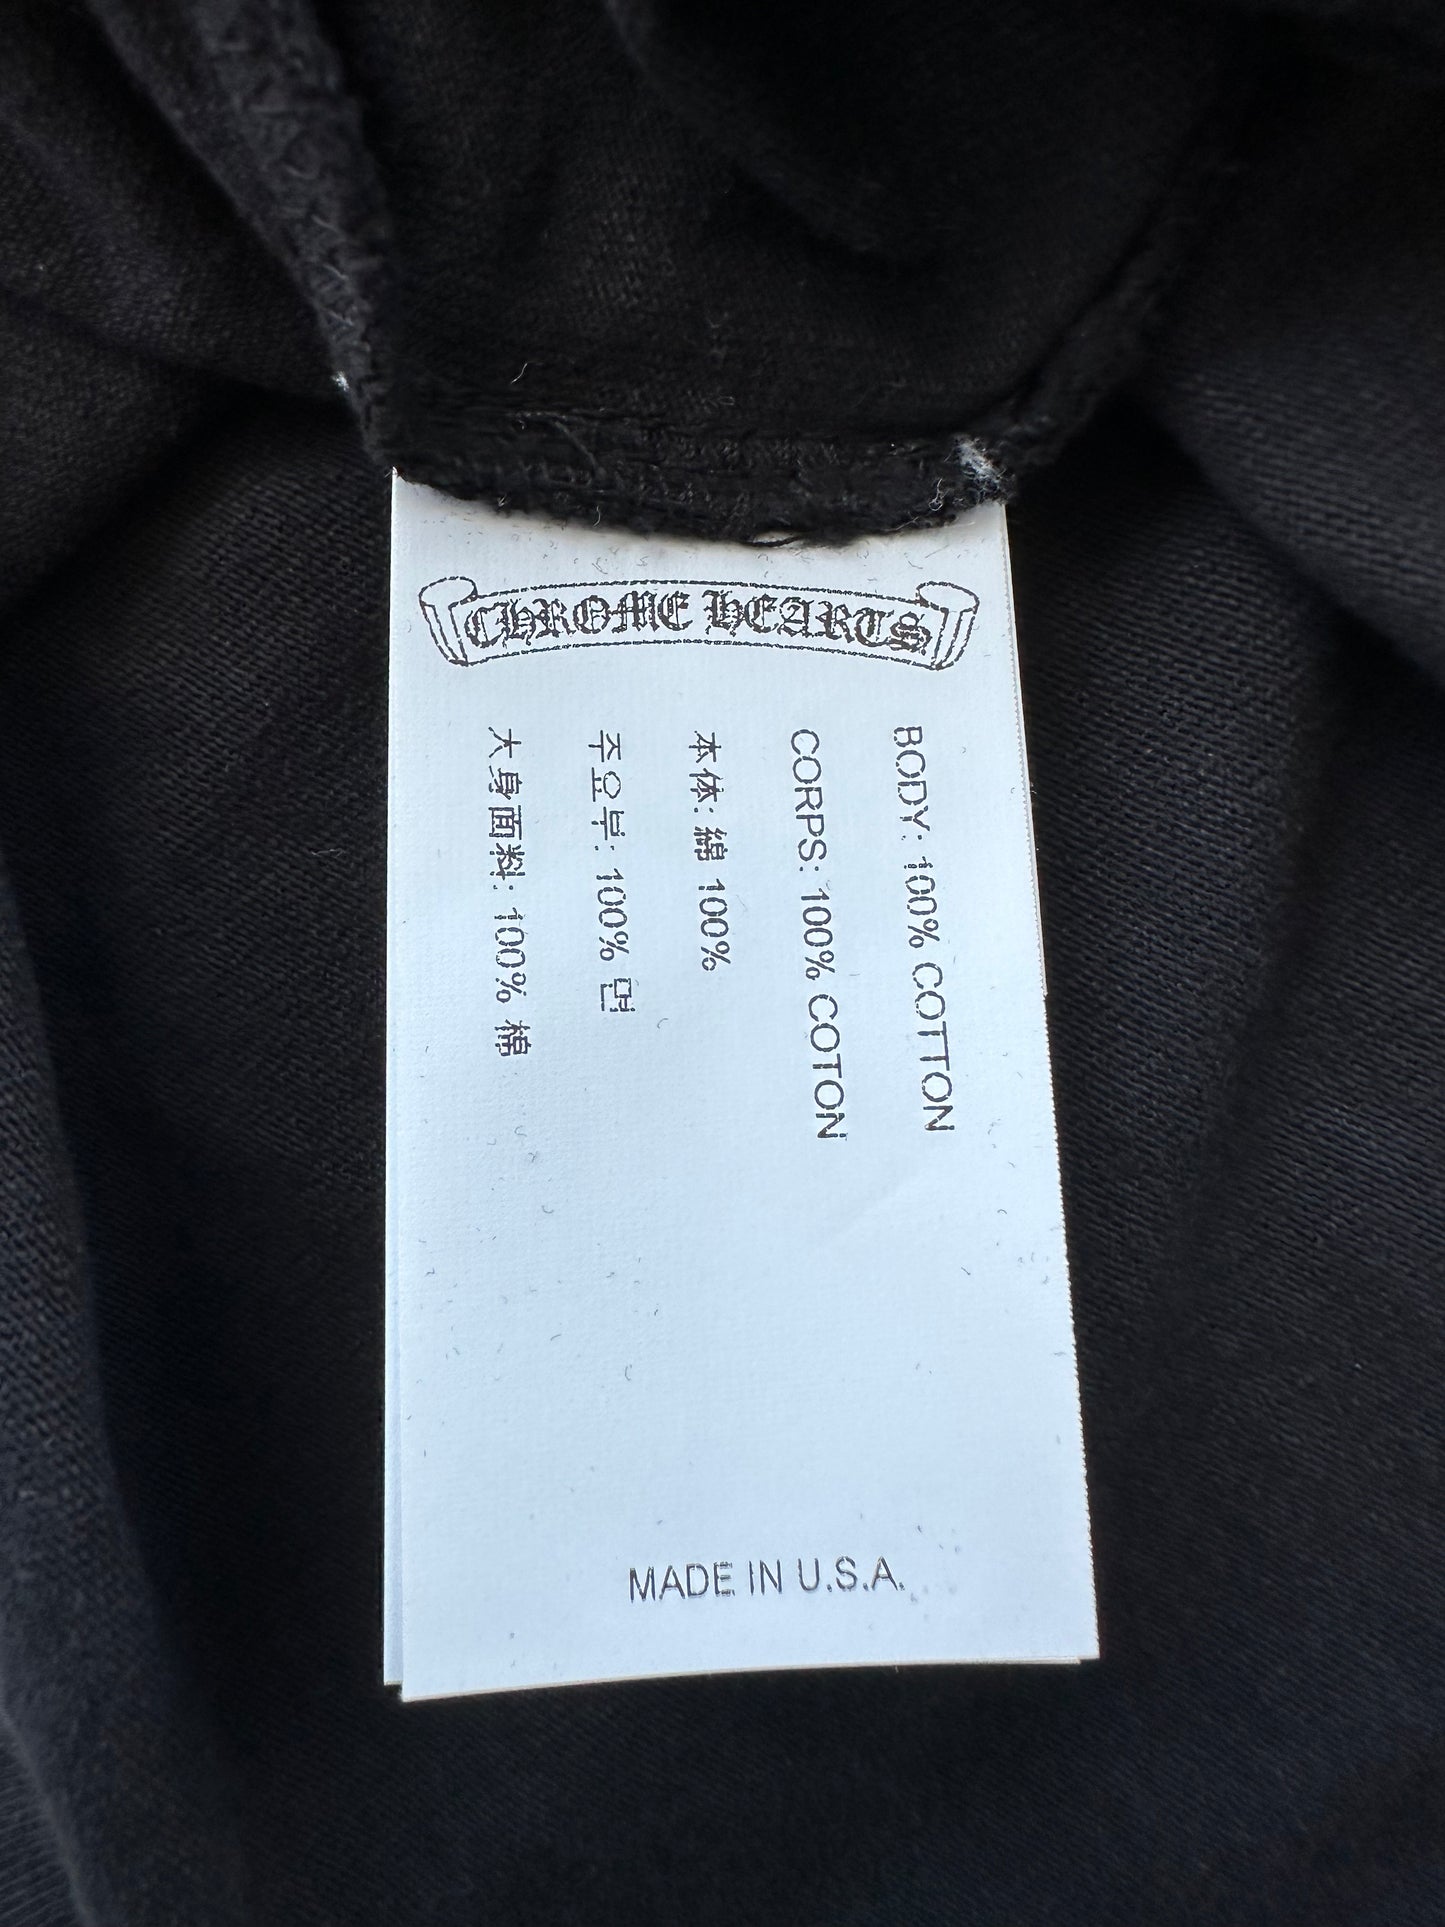 CHROME HEARTS
BODY: 100% COTTON
CORPS: 100% COTON
本体: 綿 100%
주요부: 100% 면
大身面料: 100% 棉
MADE IN U.S.A.